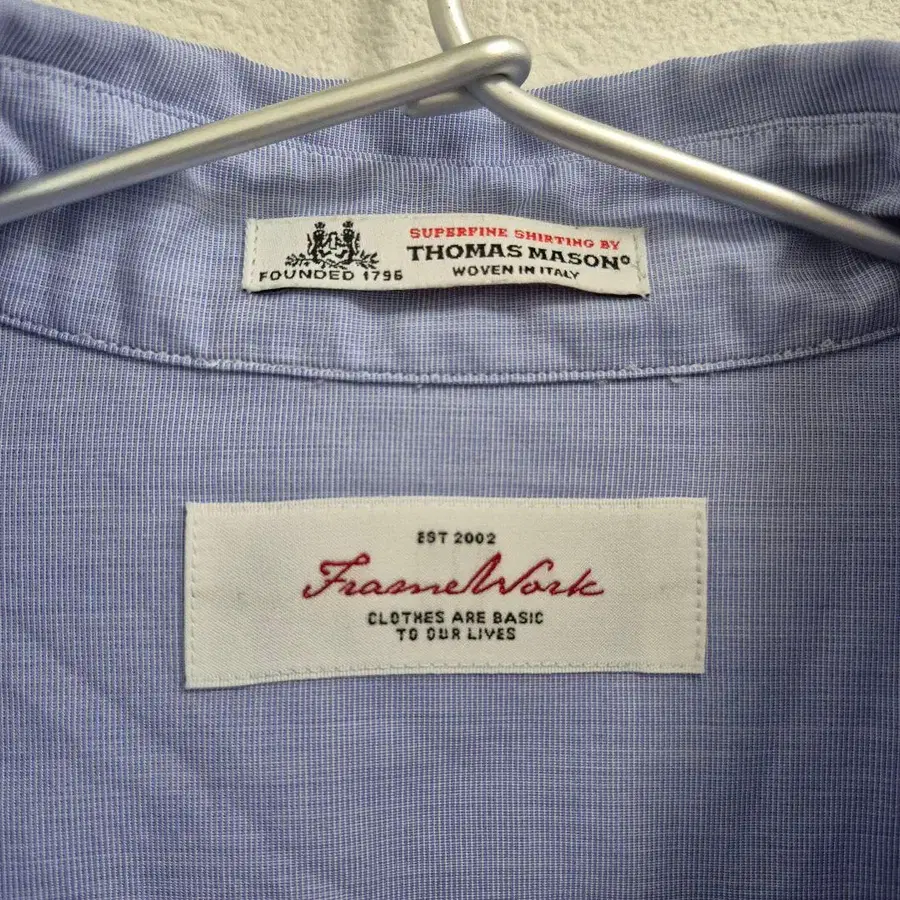 FOUNDED 1796
SUPERFINE SHIRTING BY
THOMAS MASON®
WOVEN IN ITALY
EST 2002
FrameWork
CLOTHES ARE BASIC
TO OUR LIVES